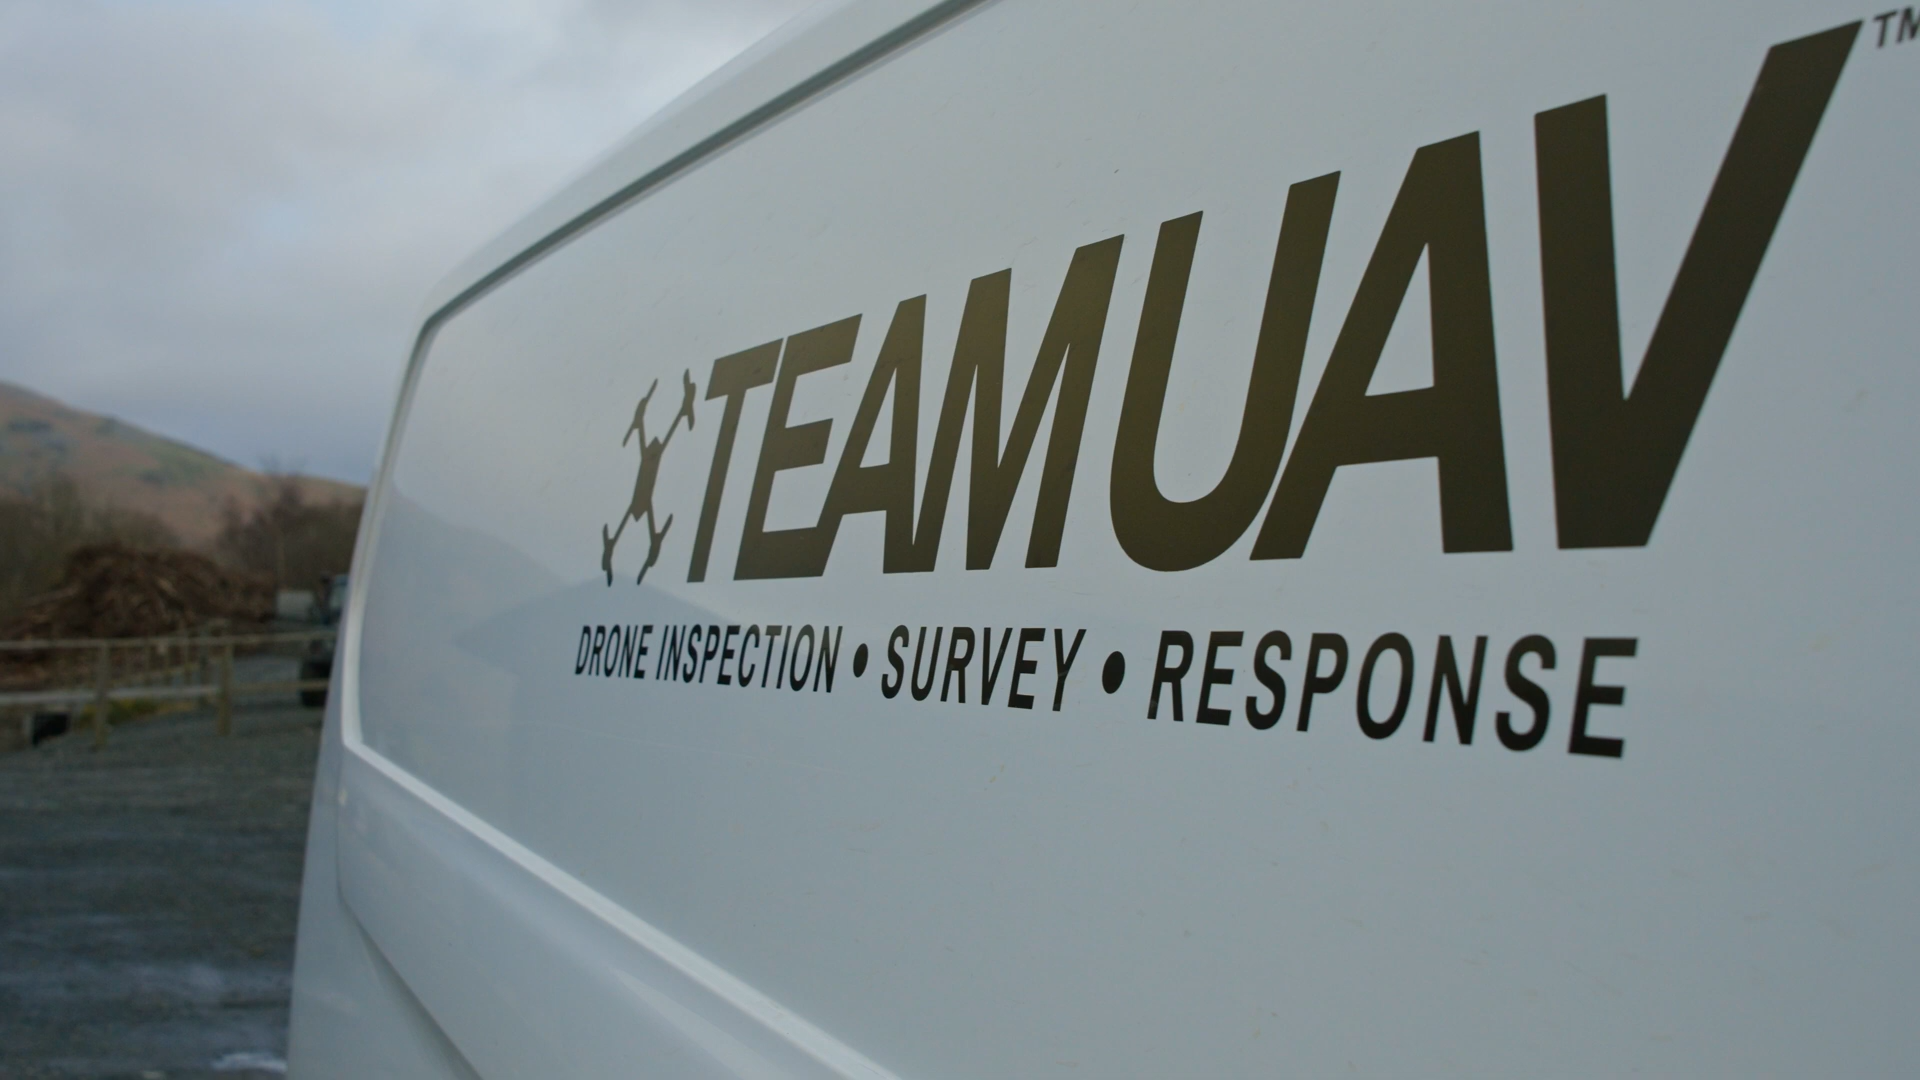 TEAMUAV™
DRONE INSPECTION • SURVEY • RESPONSE